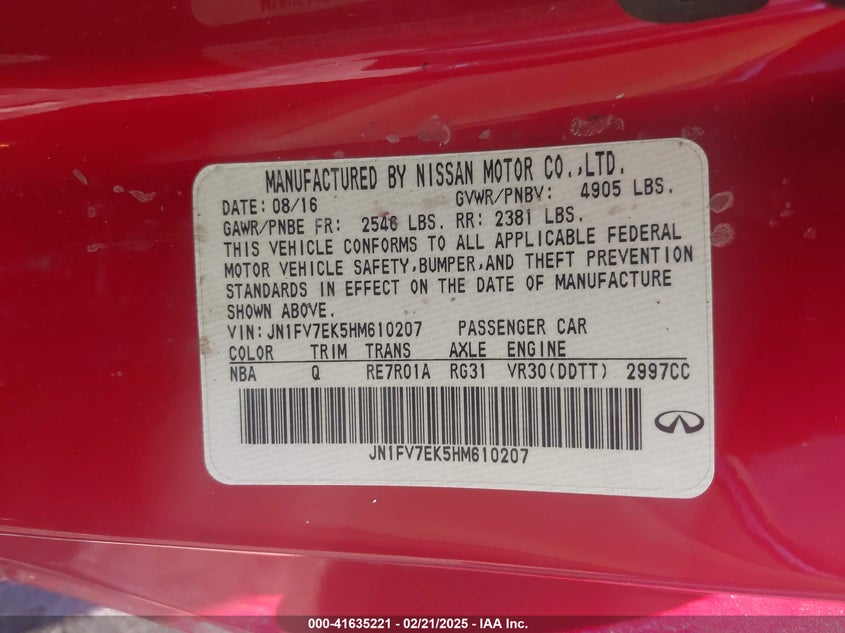 MANUFACTURED BY NISSAN MOTOR CO.,LTD.
DATE: 08/16 GVWR/PNBV: 4905 LBS.
GAWR/PNBE FR: 2546 LBS. RR: 2381 LBS.
THIS VEHICLE CONFORMS TO ALL APPLICABLE FEDERAL
MOTOR VEHICLE SAFETY,BUMPER,AND THEFT PREVENTION
STANDARDS IN EFFECT ON THE DATE OF MANUFACTURE
SHOWN ABOVE.
VIN:JN1FV7EK5HM610207 PASSENGER CAR
COLOR TRIM TRANS AXLE ENGINE
NBA Q RE7R01A RG31 VR30(DDTT) 2997CC
JN1FV7EK5HM610207
INFINITI
000-41635221 - 02/21/2025 - IAA Inc.